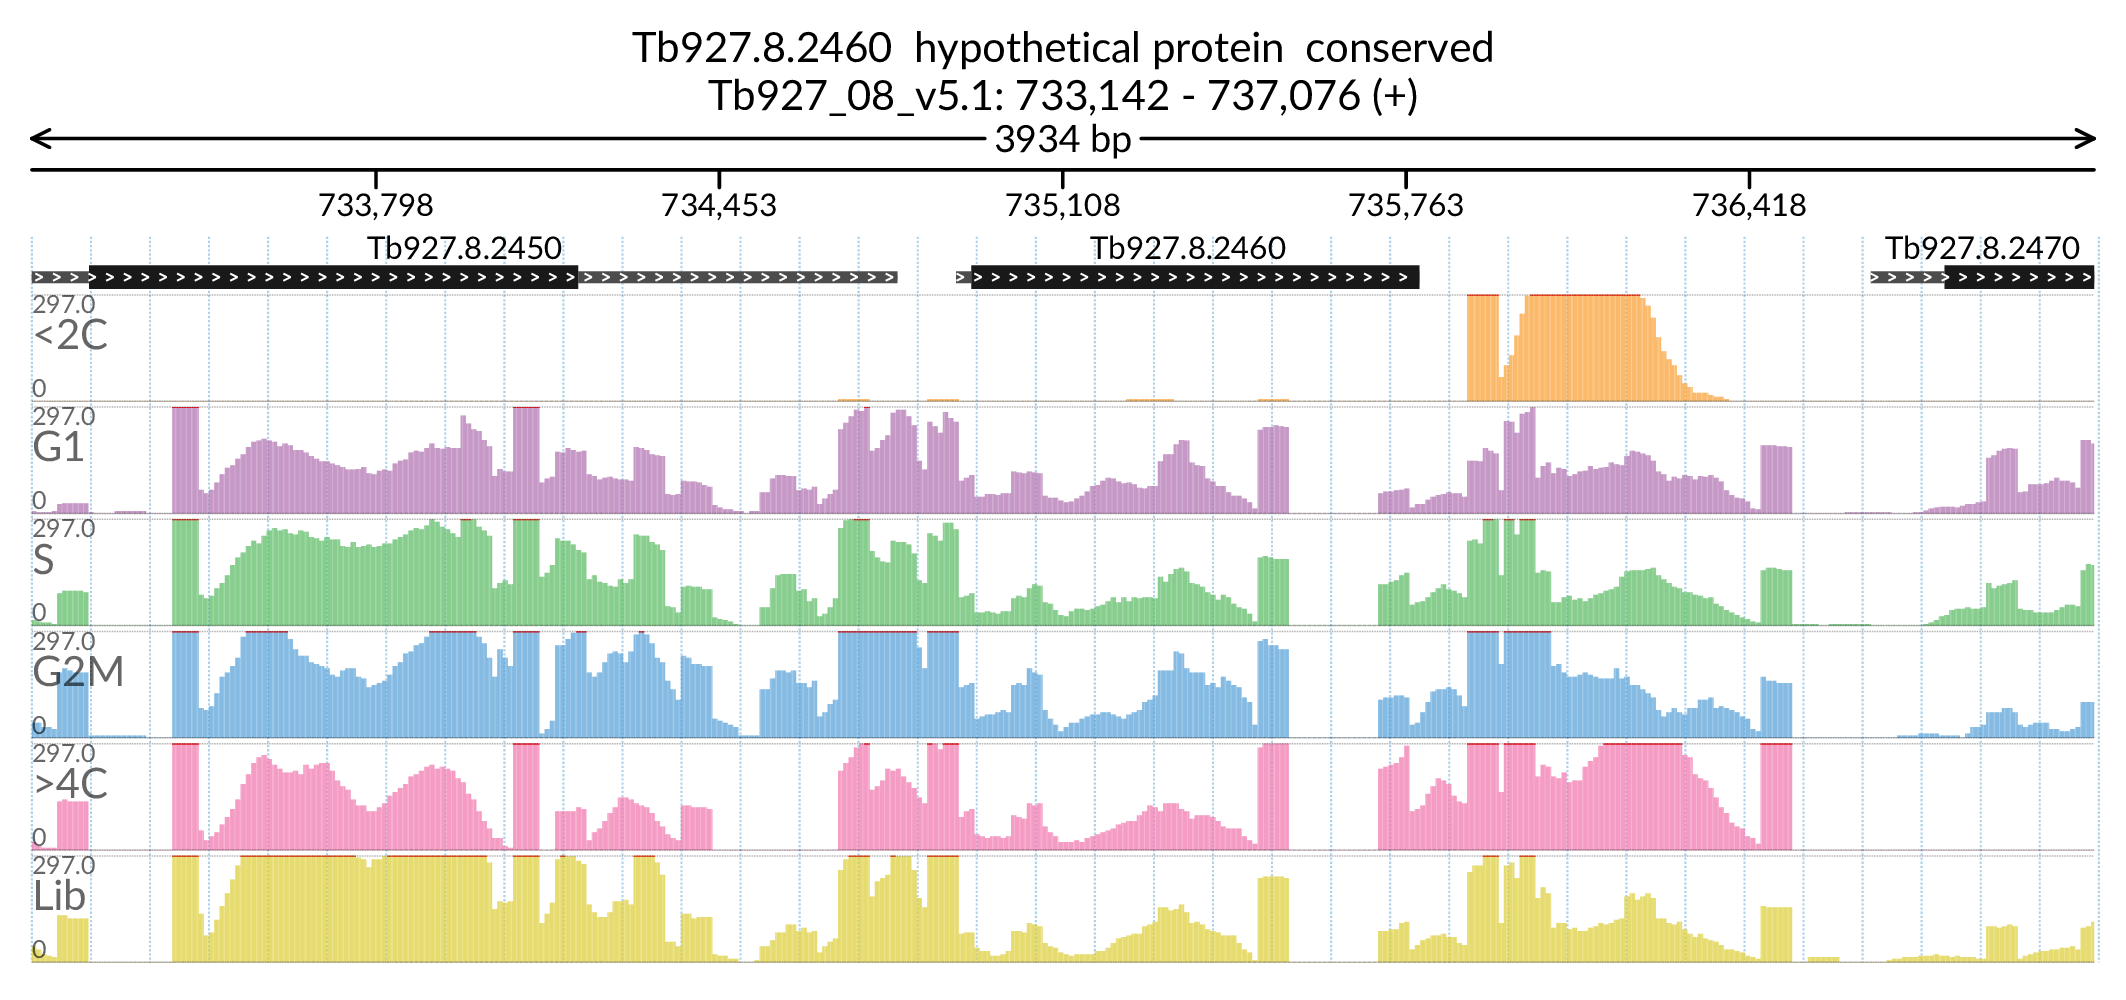 Tb927.8.2460  hypothetical protein  conserved
Tb927_08_v5.1: 733,142 - 737,076 (+)
3934 bp
733,798 734,453 735,108 735,763 736,418
Tb927.8.2450 Tb927.8.2460 Tb927.8.2470
297.0
<2C
0
297.0
G1
0
297.0
S
0
297.0
G2M
0
297.0
>4C
0
297.0
Lib
0